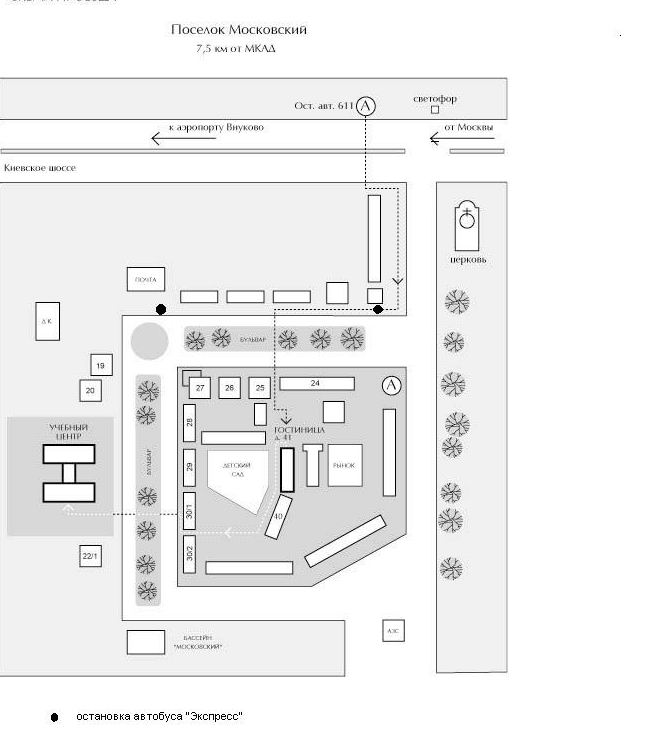 Поселок Московский
7,5 км от МКАД
Ост. авт. 611 А
светофор
к аэропорту Внуково
от Москвы
Киевское шоссе
церковь
ПОЧТА
Д К
БУЛЬВАР
19
20
27
26
25
24
А
28
ГОСТИНИЦА
д. 41
УЧЕБНЫЙ
ЦЕНТР
БУЛЬВАР
29
ДЕТСКИЙ
САД
РЫНОК
30/1
40
22/1
30/2
АЗС
БАССЕЙН
"МОСКОВСКИЙ"
остановка автобуса "Экспресс"